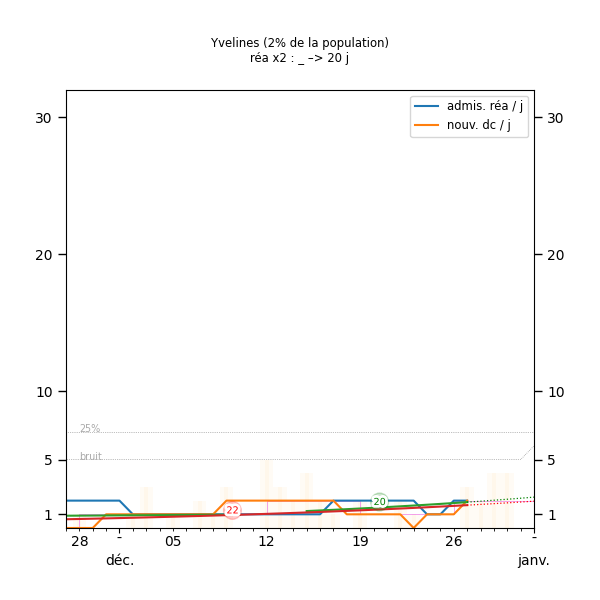 Yvelines (2% de la population)
réa x2 : _ –> 20 j
admis. réa / j
nouv. dc / j
30 30
20 20
10 10
25%
bruit
5 5
1 1
22
20
28 - 05 12 19 26 -
déc. janv.